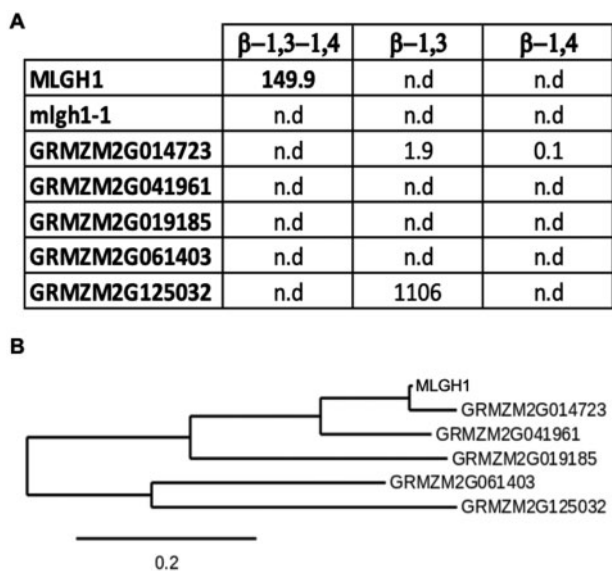 A
β–1,3–1,4 β–1,3 β–1,4
MLGH1 149.9 n.d n.d
mlgh1-1 n.d n.d n.d
GRMZM2G014723 n.d 1.9 0.1
GRMZM2G041961 n.d n.d n.d
GRMZM2G019185 n.d n.d n.d
GRMZM2G061403 n.d n.d n.d
GRMZM2G125032 n.d 1106 n.d
B
MLGH1
GRMZM2G014723
GRMZM2G041961
GRMZM2G019185
GRMZM2G061403
GRMZM2G125032
0.2